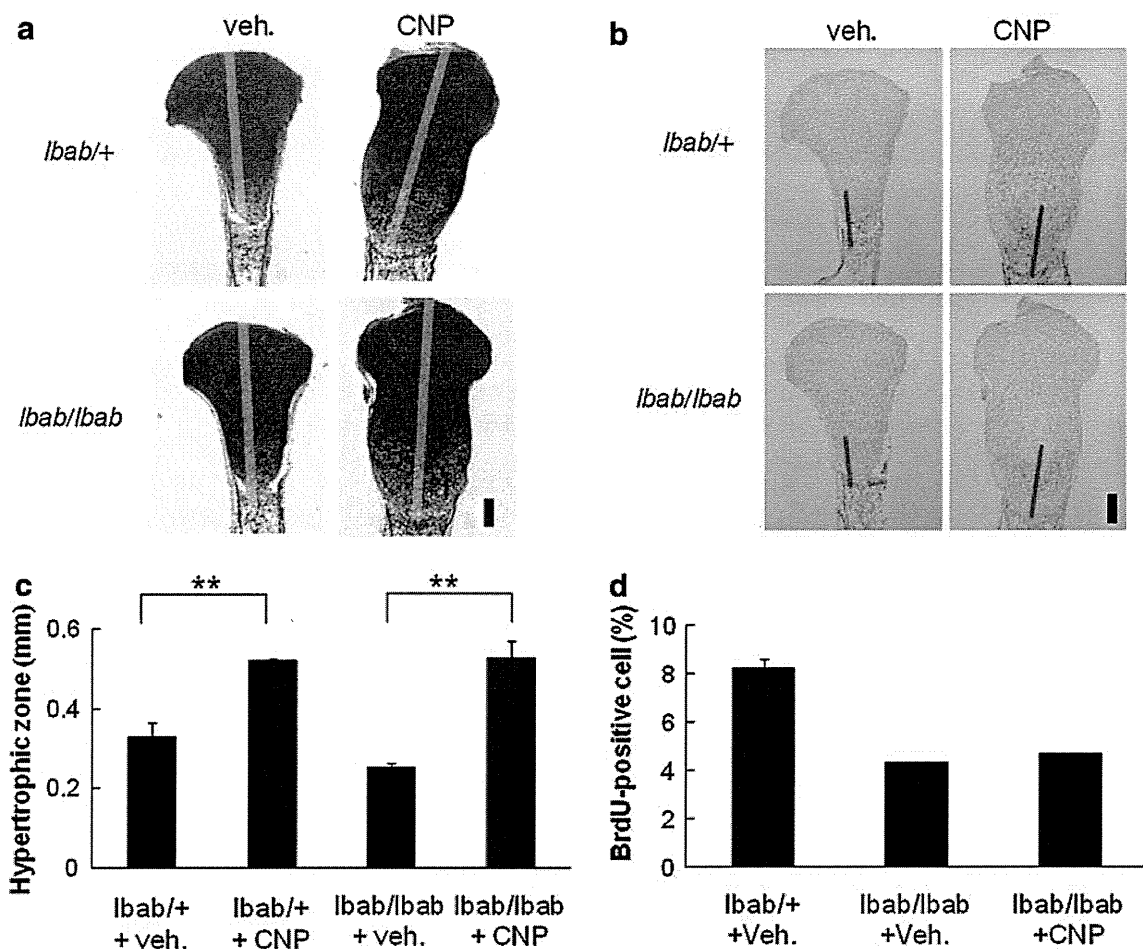 a
veh.
CNP
lbab/+
lbab/lbab
b
veh.
CNP
lbab/+
lbab/lbab
c
**
**
Hypertrophic zone (mm)
0.6
0.4
0.2
0
lbab/+
+ veh.
lbab/+
+ CNP
lbab/lbab
+ veh.
lbab/lbab
+ CNP
d
BrdU-positive cell (%)
10
8
6
4
2
0
lbab/+
+Veh.
lbab/lbab
+Veh.
lbab/lbab
+CNP